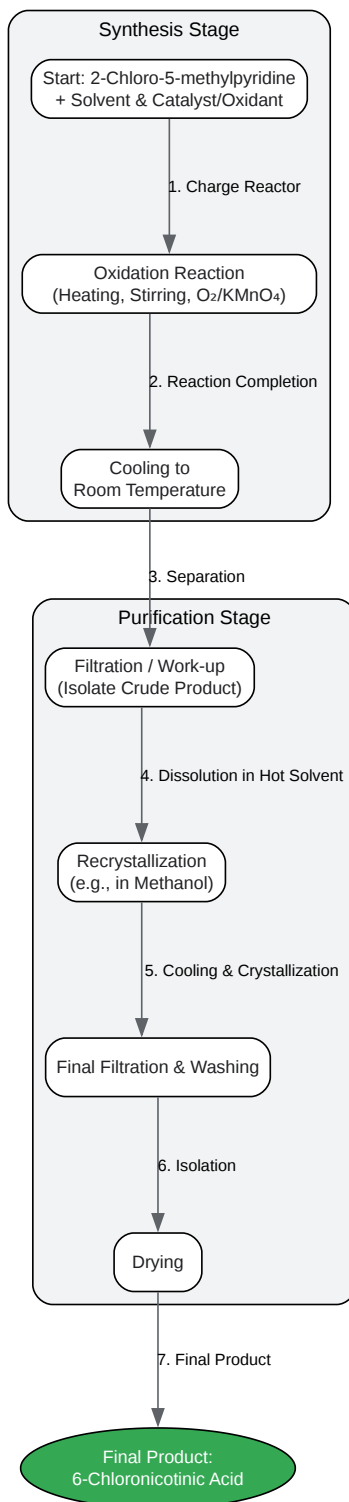 Synthesis Stage
Start: 2-Chloro-5-methylpyridine
+ Solvent & Catalyst/Oxidant
1. Charge Reactor
Oxidation Reaction
(Heating, Stirring, O₂/KMnO₄)
2. Reaction Completion
Cooling to
Room Temperature
3. Separation
Purification Stage
Filtration / Work-up
(Isolate Crude Product)
4. Dissolution in Hot Solvent
Recrystallization
(e.g., in Methanol)
5. Cooling & Crystallization
Final Filtration & Washing
6. Isolation
Drying
7. Final Product
Final Product:
6-Chloronicotinic Acid